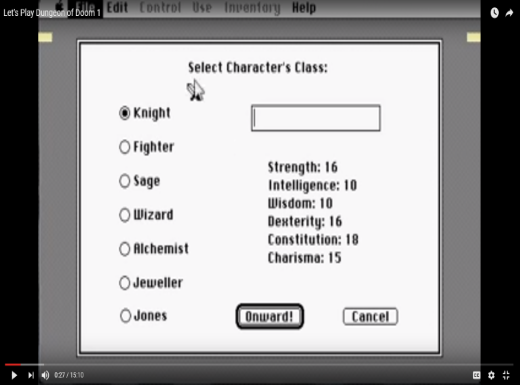 Let's Play Dungeon of Doom 1
File Edit Control Use Inventory Help
Select Character's Class:
Knight
Fighter
Sage
Wizard
Alchemist
Jeweller
Jones
Strength: 16
Intelligence: 10
Wisdom: 10
Dexterity: 16
Constitution: 18
Charisma: 15
Onward!
Cancel
0:27 / 15:10